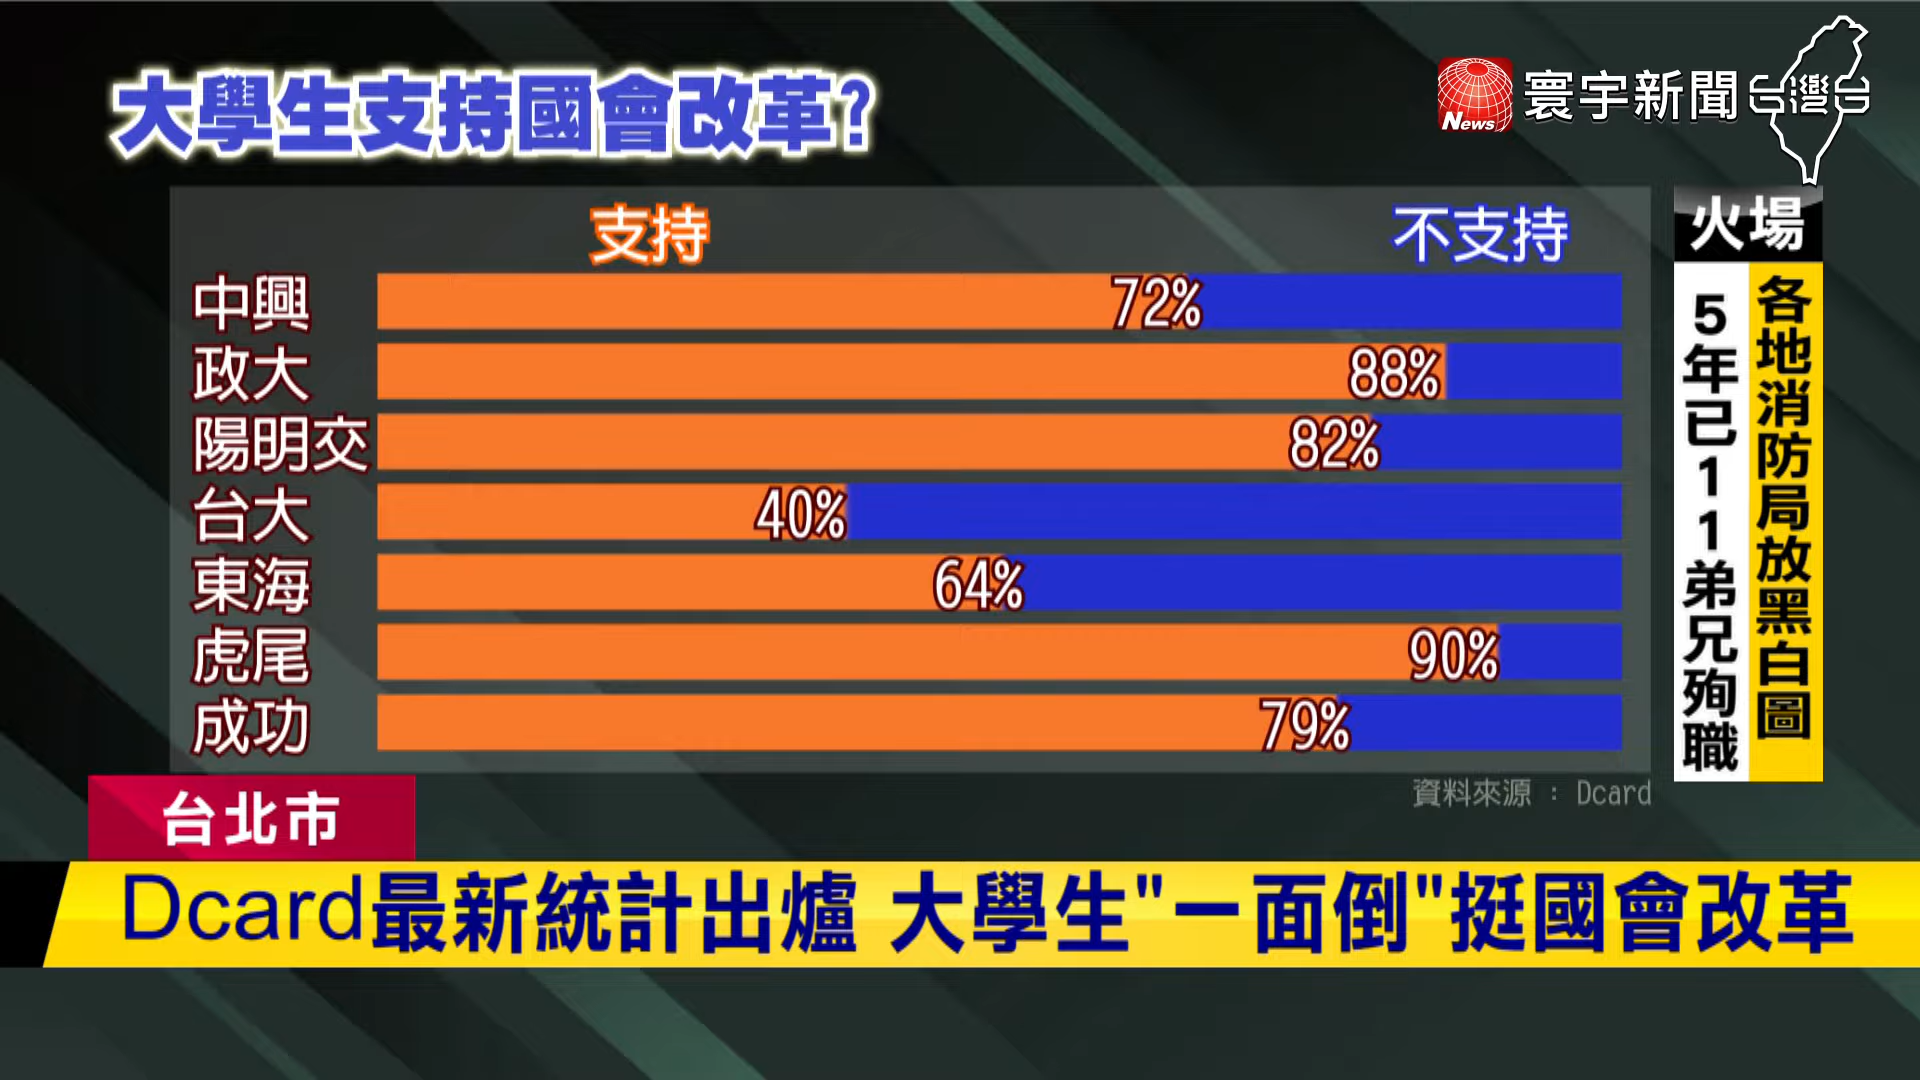 大學生支持國會改革?
News 寰宇新聞 台灣台
支持 不支持
中興 72%
政大 88%
陽明交 82%
台大 40%
東海 64%
虎尾 90%
成功 79%
資料來源 : Dcard
火場
各地消防局放黑白圖
5年已11弟兄殉職
台北市
Dcard最新統計出爐 大學生"一面倒"挺國會改革